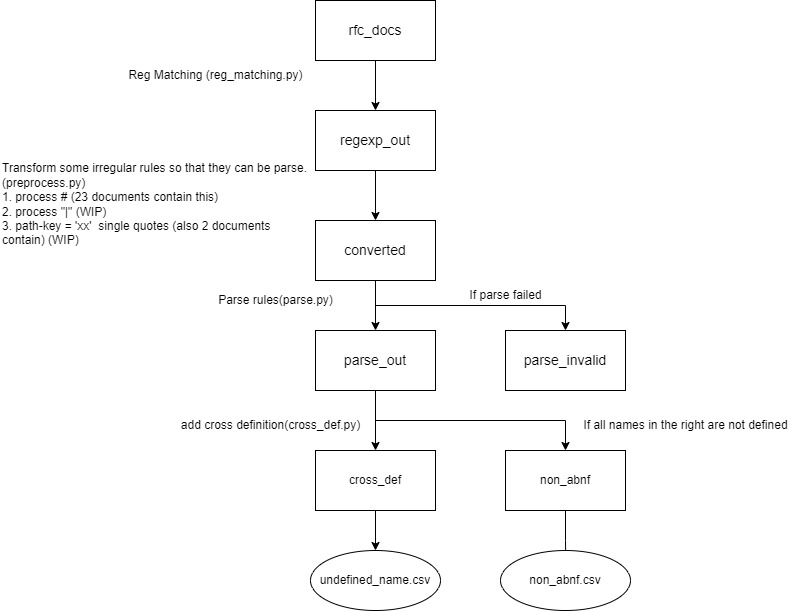 rfc_docs
Reg Matching (reg_matching.py)
regexp_out
Transform some irregular rules so that they can be parse.
(preprocess.py)
1. process # (23 documents contain this)
2. process "|" (WIP)
3. path-key = 'xx'  single quotes (also 2 documents
contain) (WIP)
converted
Parse rules(parse.py)
If parse failed
parse_out
parse_invalid
add cross definition(cross_def.py)
If all names in the right are not defined
cross_def
non_abnf
undefined_name.csv
non_abnf.csv